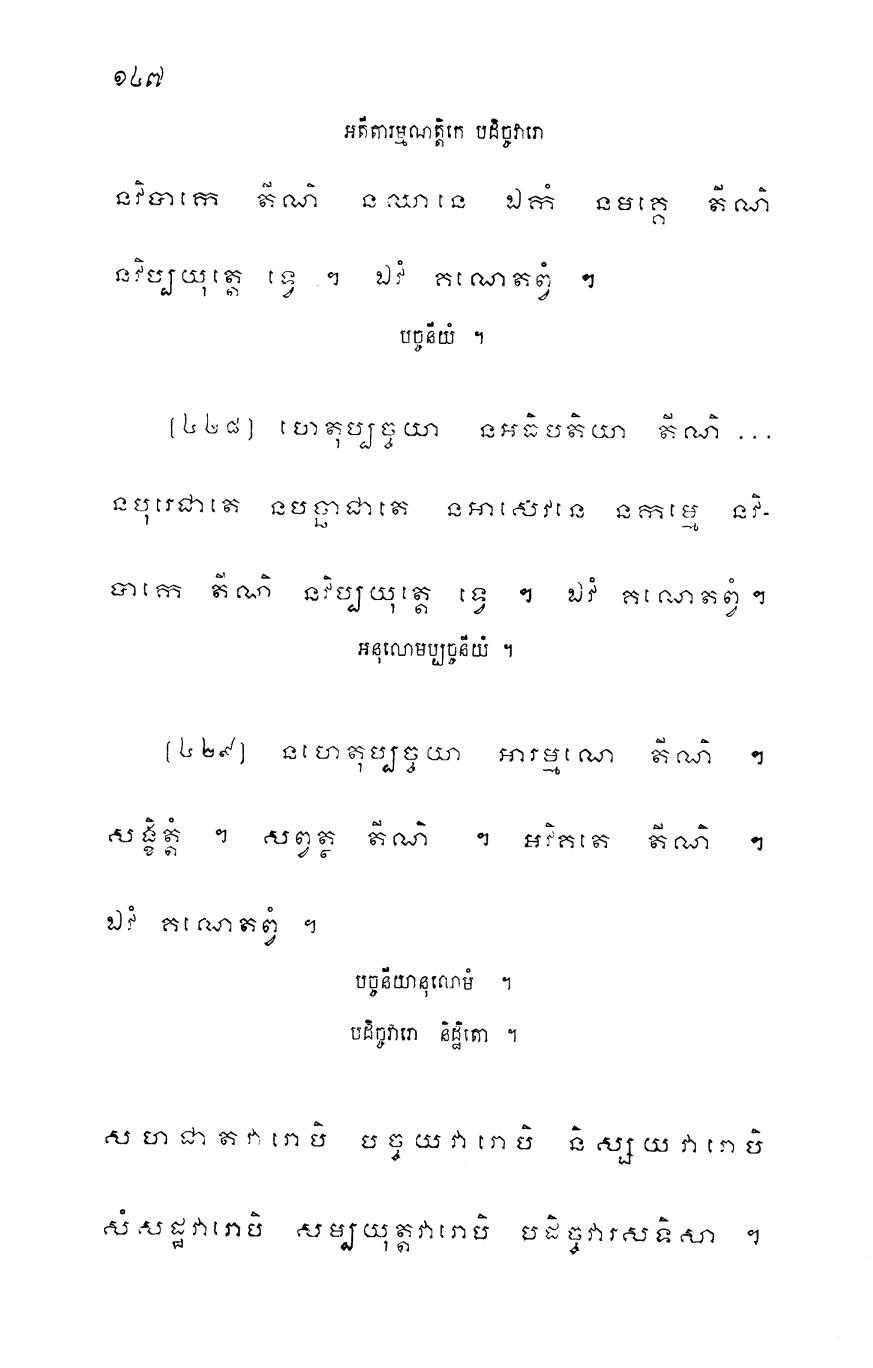 ១៤៧
អតីតារម្មណត្តិកេ បដិច្ចវារោ
នវិបាកេ តីណិ នឈានេ ឯកំ នមគ្គេ តីណិ
នវិប្បយុត្តេ ទ្វេ ។ ឯវំ គណេតព្វំ ។
បច្ចនីយំ ។
(៤២៨) ហេតុប្បច្ចយា នអធិបតិយា តីណិ ...
នបុរេជាតេ នបច្ឆាជាតេ នអាសេវនេ នកម្មេ នវិ-
បាកេ តីណិ នវិប្បយុត្តេ ទ្វេ ។ ឯវំ គណេតព្វំ ។
អនុលោមប្បច្ចនីយំ ។
(៤២៩) នហេតុប្បច្ចយា អារម្មណេ តីណិ ។
សង្ខិត្តំ ។ សព្វត្ថ តីណិ ។ អវិគតេ តីណិ ។
ឯវំ គណេតព្វំ ។
បច្ចនីយានុលោមំ ។
បដិច្ចវារោ និដ្ឋិតោ ។
សហជាតវារោបិ បច្ចយវារោបិ និស្សយវារោបិ
សំសដ្ឋវារោបិ សម្បយុត្តវារោបិ បដិច្ចវារសទិសា ។